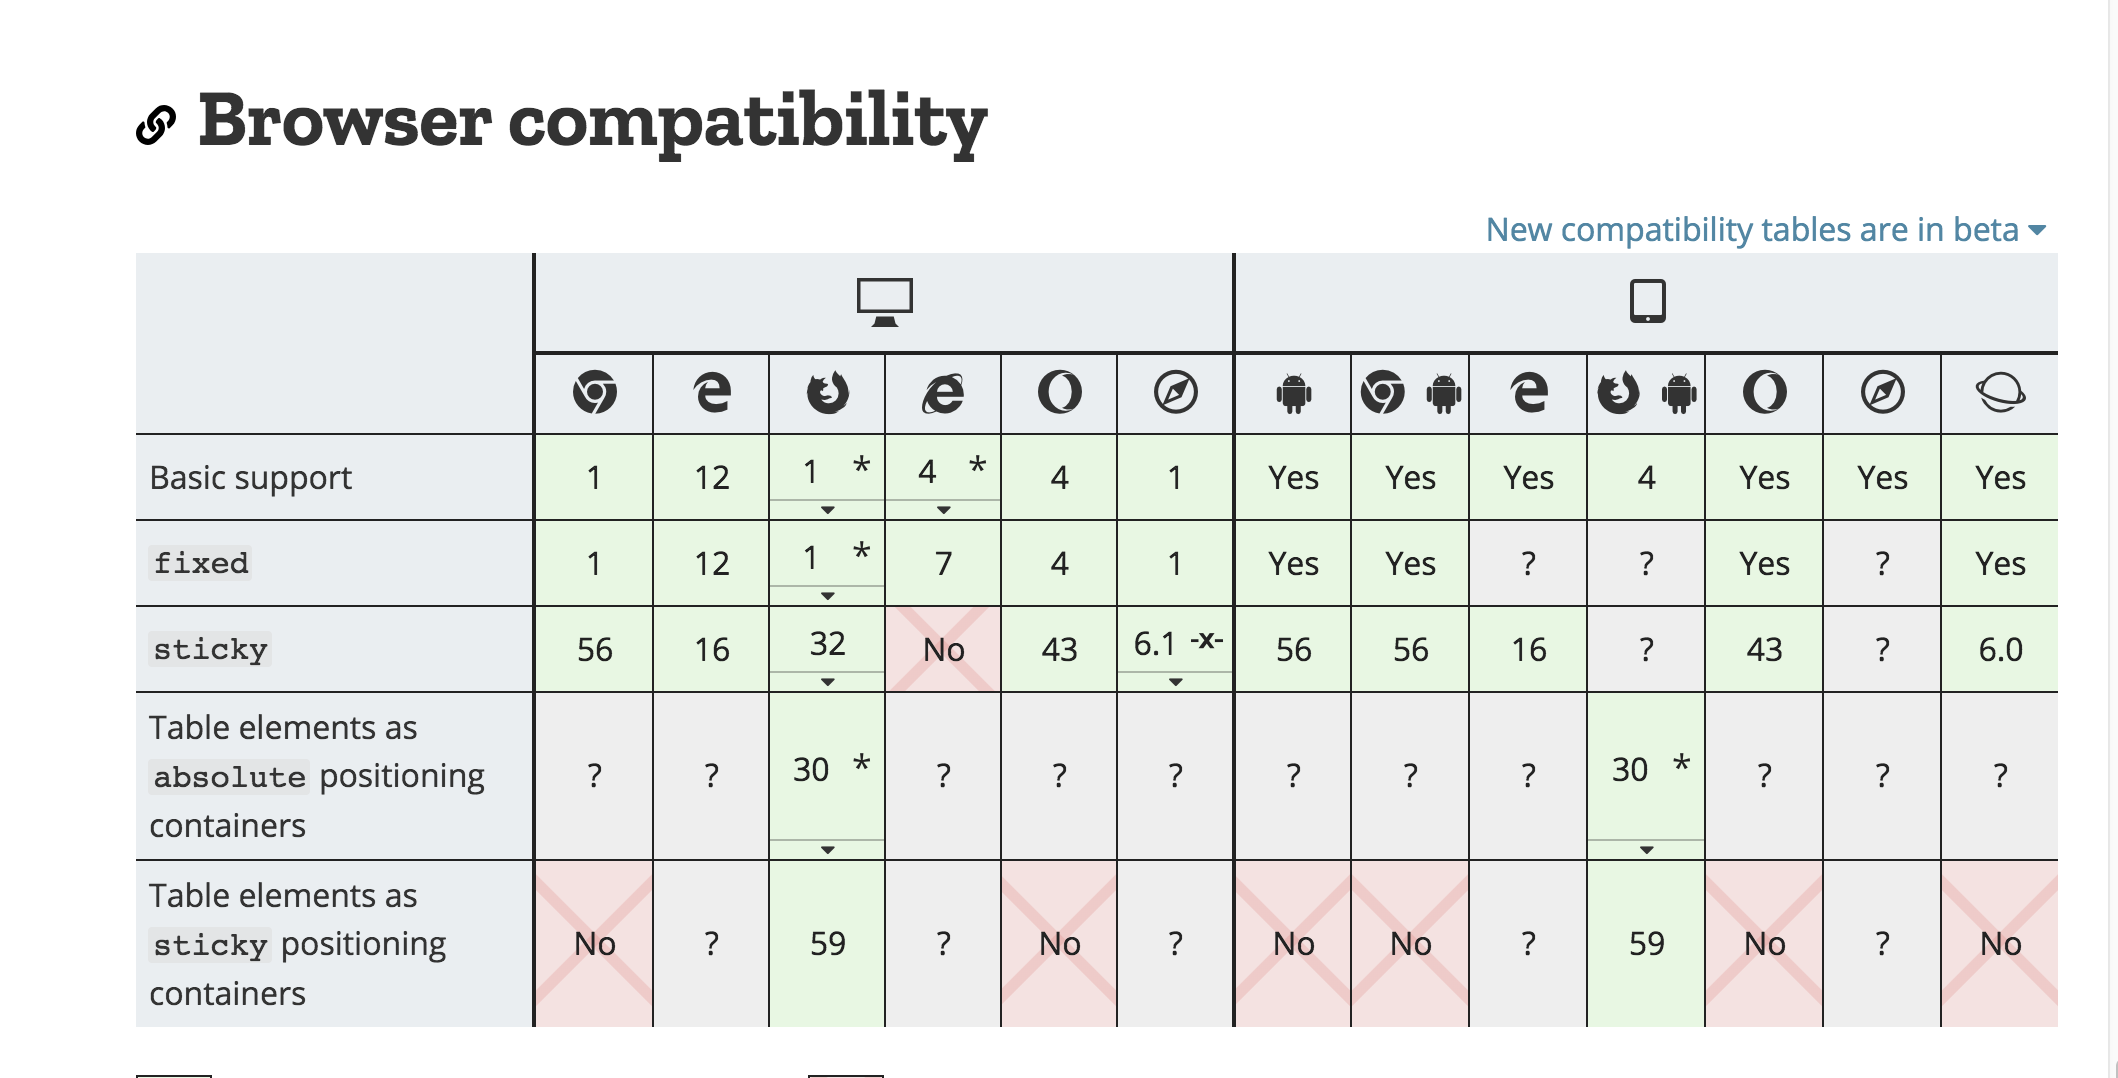 Browser compatibility
New compatibility tables are in beta
Basic support 1 12 1 * 4 * 4 1 Yes Yes Yes 4 Yes Yes Yes
fixed 1 12 1 * 7 4 1 Yes Yes ? ? Yes ? Yes
sticky 56 16 32 No 43 6.1 -x- 56 56 16 ? 43 ? 6.0
Table elements as
absolute positioning ? ? 30 * ? ? ? ? ? ? 30 * ? ? ?
containers
Table elements as
sticky positioning No ? 59 ? No ? No No ? 59 No ? No
containers